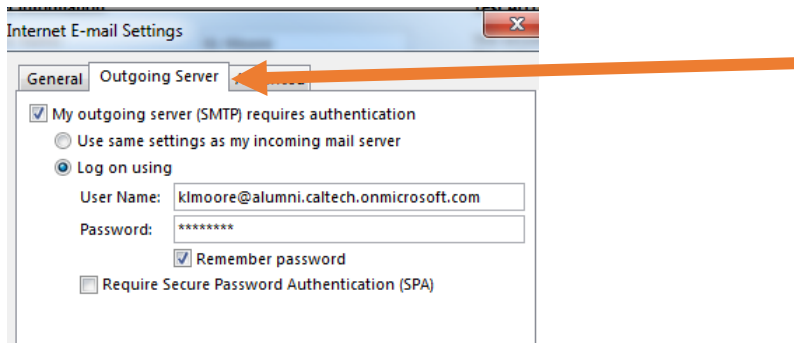 Internet E-mail Settings
General Outgoing Server
My outgoing server (SMTP) requires authentication
Use same settings as my incoming mail server
Log on using
User Name: klmoore@alumni.caltech.onmicrosoft.com
Password: ********
Remember password
Require Secure Password Authentication (SPA)